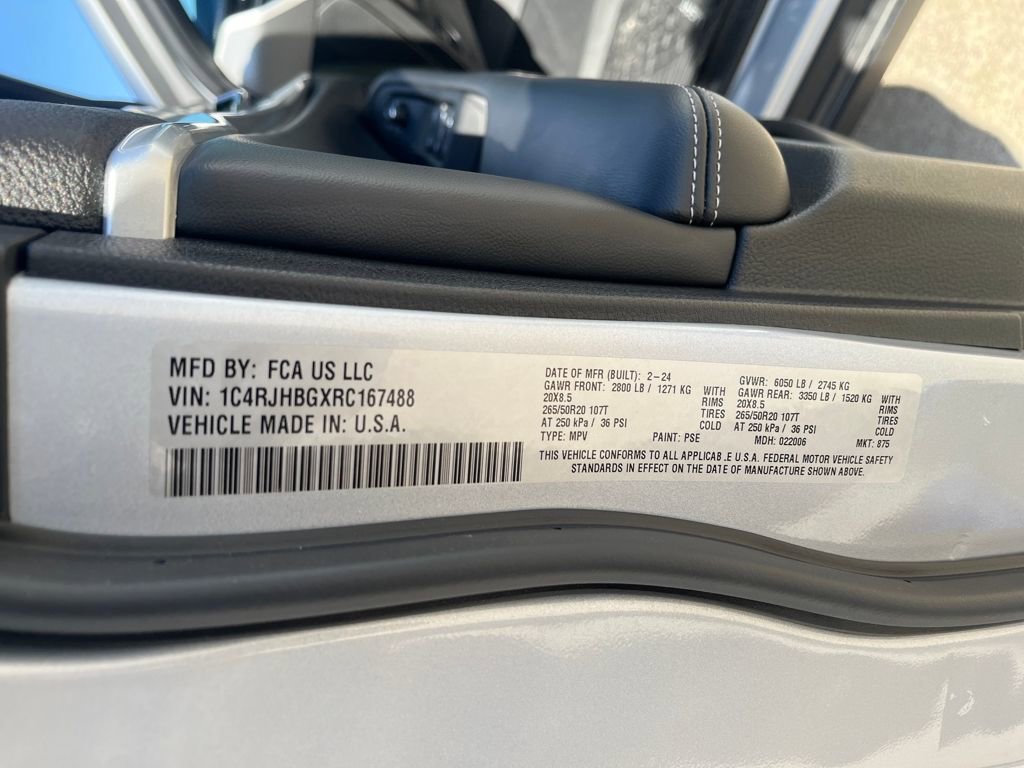 MFD BY: FCA US LLC
VIN: 1C4RJHBGXRC167488
VEHICLE MADE IN: U.S.A.
DATE OF MFR (BUILT): 2-24
GAWR FRONT: 2800 LB / 1271 KG WITH
20X8.5 RIMS
265/50R20 107T TIRES
AT 250 kPa / 36 PSI COLD
TYPE: MPV PAINT: PSE
GVWR: 6050 LB / 2745 KG
GAWR REAR: 3350 LB / 1520 KG WITH
20X8.5 RIMS
265/50R20 107T TIRES
AT 250 kPa / 36 PSI COLD
MDH: 022006 MKT: 875
THIS VEHICLE CONFORMS TO ALL APPLICAB.E U.S.A. FEDERAL MOTOR VEHICLE SAFETY
STANDARDS IN EFFECT ON THE DATE OF MANUFACTURE SHOWN ABOVE.